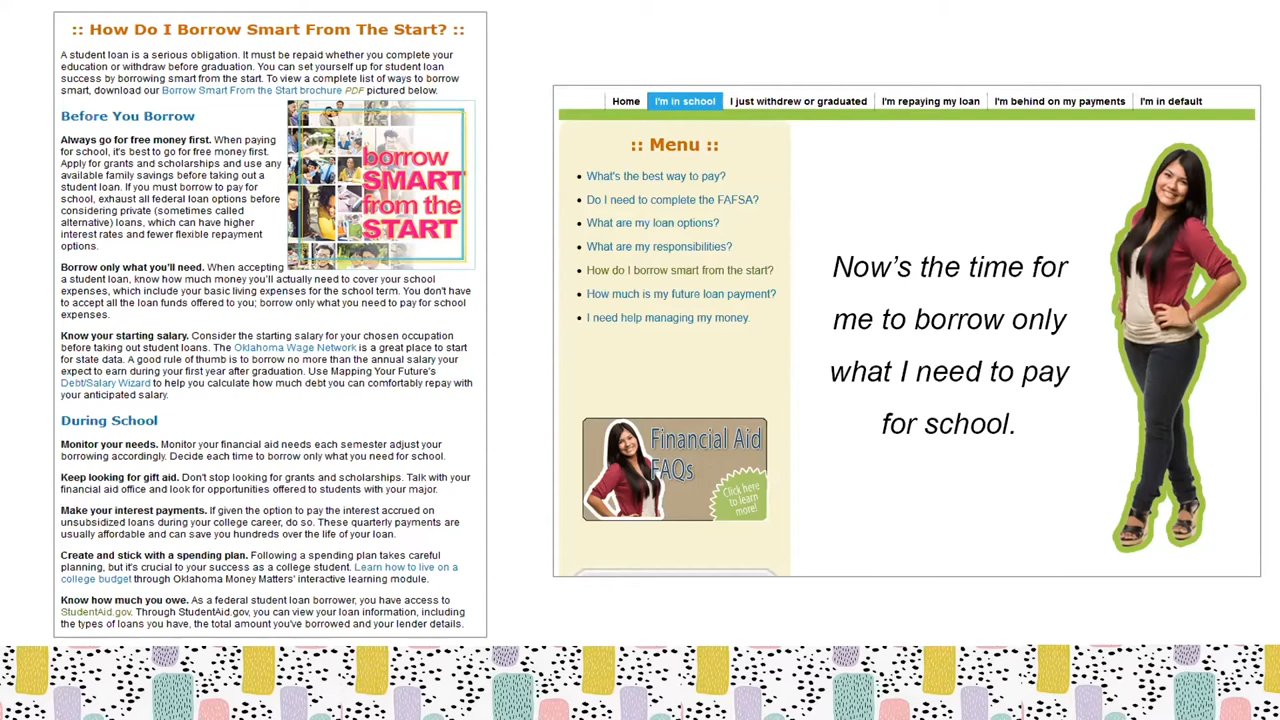 :: How Do I Borrow Smart From The Start? ::
A student loan is a serious obligation. It must be repaid whether you complete your
education or withdraw before graduation. You can set yourself up for student loan
success by borrowing smart from the start. To view a complete list of ways to borrow
smart, download our Borrow Smart From the Start brochure PDF pictured below.
Before You Borrow
Always go for free money first. When paying
for school, it's best to go for free money first.
Apply for grants and scholarships and use any
available family savings before taking out a
student loan. If you must borrow to pay for
school, exhaust all federal loan options before
considering private (sometimes called
alternative) loans, which can have higher
interest rates and fewer flexible repayment
options.
borrow
SMART
from the
START
Borrow only what you'll need. When accepting
a student loan, know how much money you'll actually need to cover your school
expenses, which include your basic living expenses for the school term. You don't have
to accept all the loan funds offered to you; borrow only what you need to pay for school
expenses.
Know your starting salary. Consider the starting salary for your chosen occupation
before taking out student loans. The Oklahoma Wage Network is a great place to start
for state data. A good rule of thumb is to borrow no more than the annual salary your
expect to earn during your first year after graduation. Use Mapping Your Future's
Debt/Salary Wizard to help you calculate how much debt you can comfortably repay with
your anticipated salary.
During School
Monitor your needs. Monitor your financial aid needs each semester adjust your
borrowing accordingly. Decide each time to borrow only what you need for school.
Keep looking for gift aid. Don't stop looking for grants and scholarships. Talk with your
financial aid office and look for opportunities offered to students with your major.
Make your interest payments. If given the option to pay the interest accrued on
unsubsidized loans during your college career, do so. These quarterly payments are
usually affordable and can save you hundreds over the life of your loan.
Create and stick with a spending plan. Following a spending plan takes careful
planning, but it's crucial to your success as a college student. Learn how to live on a
college budget through Oklahoma Money Matters' interactive learning module.
Know how much you owe. As a federal student loan borrower, you have access to
StudentAid.gov. Through StudentAid.gov, you can view your loan information, including
the types of loans you have, the total amount you've borrowed and your lender details.
Home I'm in school I just withdrew or graduated I'm repaying my loan I'm behind on my payments I'm in default
:: Menu ::
What's the best way to pay?
Do I need to complete the FAFSA?
What are my loan options?
What are my responsibilities?
How do I borrow smart from the start?
How much is my future loan payment?
I need help managing my money.
Financial Aid
FAQs
Click here
to learn
more!
Now's the time for
me to borrow only
what I need to pay
for school.